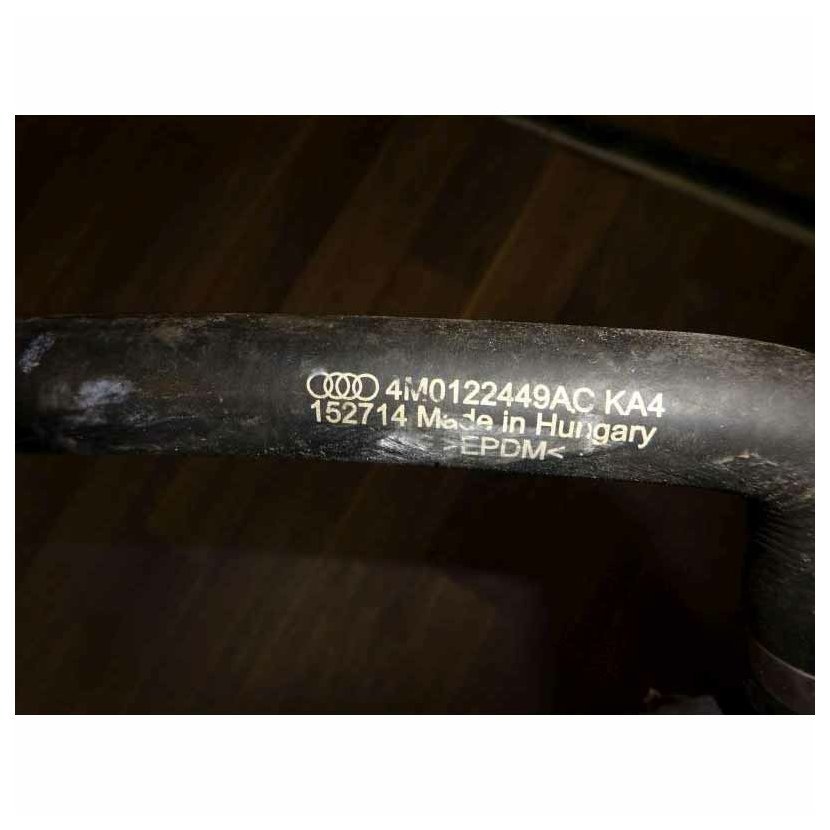 4M0122449AC KA4
152714 Made in Hungary
>EPDM<